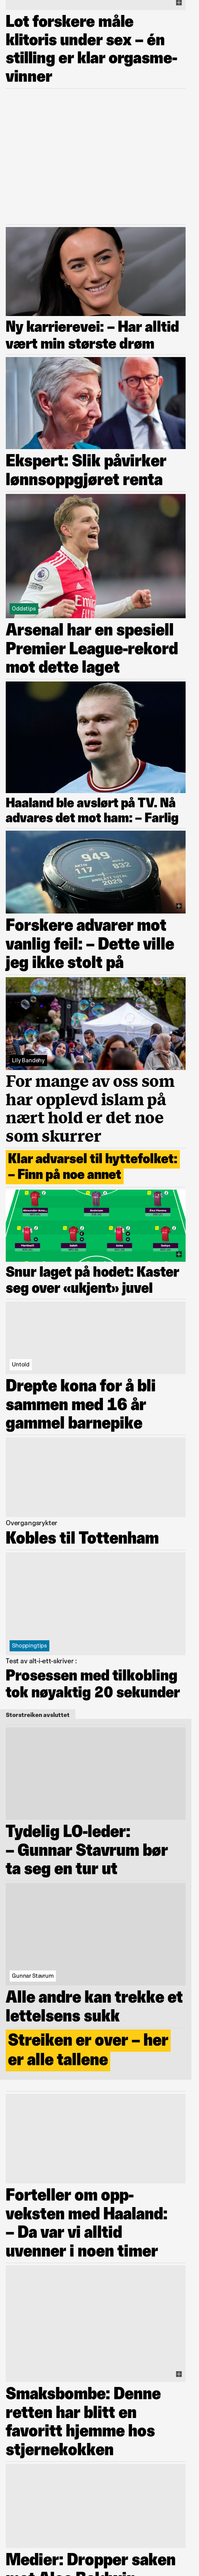 Lot forskere måle
klitoris under sex – én
stilling er klar orgasme-
vinner
Ny karrierevei: – Har alltid
vært min største drøm
Ekspert: Slik påvirker
lønnsoppgjøret renta
Oddstips
Arsenal har en spesiell
Premier League-rekord
mot dette laget
Haaland ble avslørt på TV. Nå
advares det mot ham: – Farlig
949
117
832
2025
Forskere advarer mot
vanlig feil: – Dette ville
jeg ikke stolt på
Lily Bandehy
For mange av oss som
har opplevd islam på
nært hold er det noe
som skurrer
Klar advarsel til hyttefolket:
– Finn på noe annet
Snur laget på hodet: Kaster
seg over «ukjent» juvel
Untold
Drepte kona for å bli
sammen med 16 år
gammel barnepike
Overgangsrykter
Kobles til Tottenham
Shoppingtips
Test av alt-i-ett-skriver :
Prosessen med tilkobling
tok nøyaktig 20 sekunder
Storstreiken avsluttet
Tydelig LO-leder:
– Gunnar Stavrum bør
ta seg en tur ut
Gunnar Stavrum
Alle andre kan trekke et
lettelsens sukk
Streiken er over – her
er alle tallene
Forteller om opp-
veksten med Haaland:
– Da var vi alltid
uvenner i noen timer
Smaksbombe: Denne
retten har blitt en
favoritt hjemme hos
stjernekokken
Medier: Dropper saken
mot Alec Baldwin